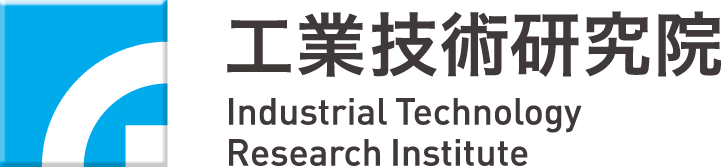 工業技術研究院
Industrial Technology
Research Institute